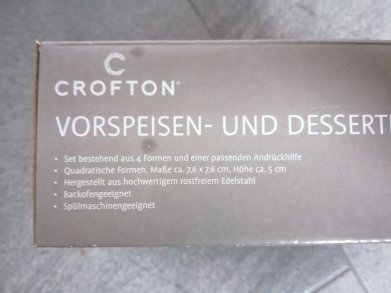 CROFTON®
VORSPEISEN- UND DESSERT
• Set bestehend aus 4 Formen und einer passenden Andrückhilfe
• Quadratische Formen, Maße ca. 7,6 x 7,6 cm, Höhe ca. 5 cm
• Hergestellt aus hochwertigem rostfreiem Edelstahl
• Backofengeeignet
• Spülmaschinengeeignet